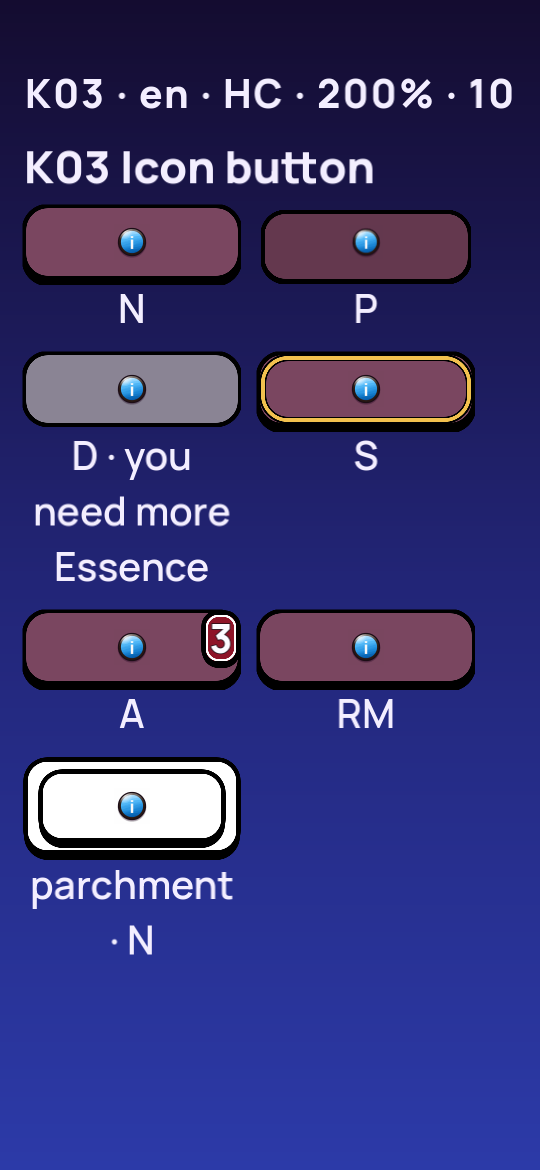 K03 · en · HC · 200% · 10
K03 Icon button
i
i
N
P
i
i
D · you
need more
Essence
S
i
3
i
A
RM
i
parchment
· N